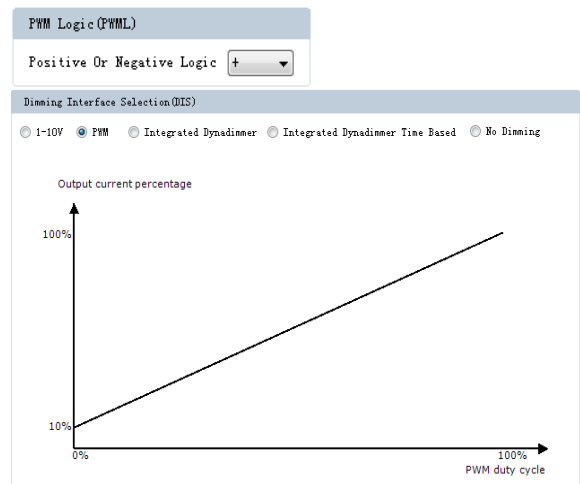 PWM Logic(PWML)
Positive Or Negative Logic +
Dimming Interface Selection(DIS)
1-10V PWM Integrated Dynadimmer Integrated Dynadimmer Time Based No Dimming
Output current percentage
100%
10%
0% 100%
PWM duty cycle